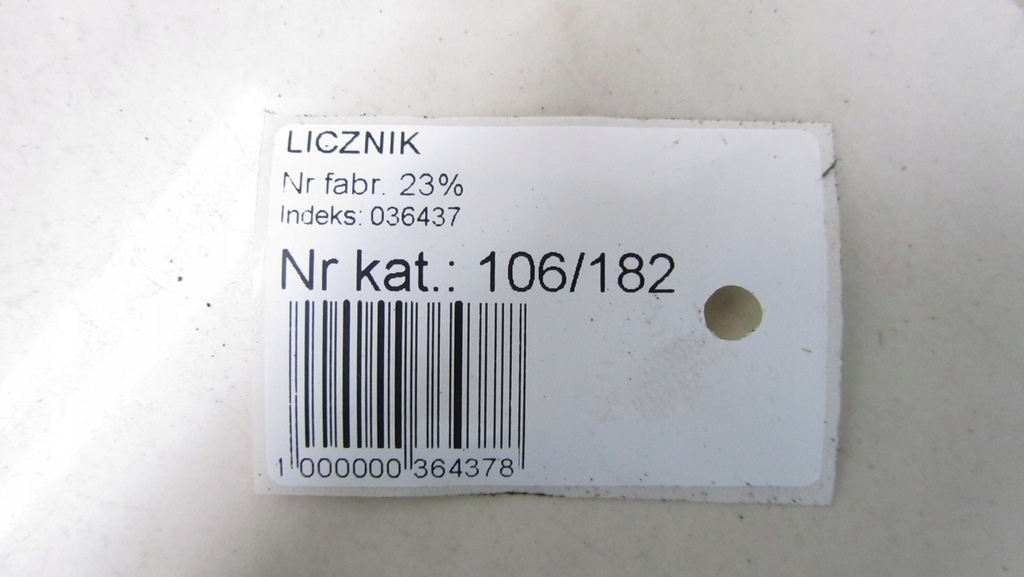 LICZNIK
Nr fabr. 23%
Indeks: 036437
Nr kat.: 106/182
1 000000 364378